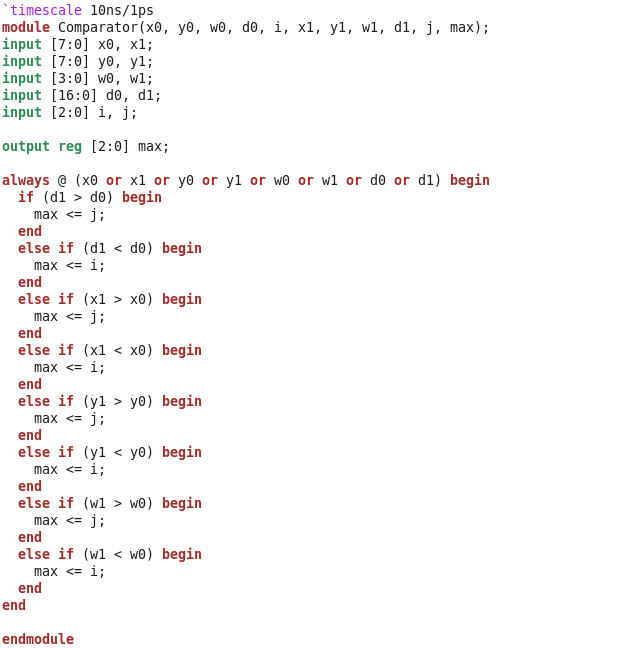 `timescale 10ns/1ps
module Comparator(x0, y0, w0, d0, i, x1, y1, w1, d1, j, max);
input [7:0] x0, x1;
input [7:0] y0, y1;
input [3:0] w0, w1;
input [16:0] d0, d1;
input [2:0] i, j;

output reg [2:0] max;

always @ (x0 or x1 or y0 or y1 or w0 or w1 or d0 or d1) begin
  if (d1 > d0) begin
    max <= j;
  end
  else if (d1 < d0) begin
    max <= i;
  end
  else if (x1 > x0) begin
    max <= j;
  end
  else if (x1 < x0) begin
    max <= i;
  end
  else if (y1 > y0) begin
    max <= j;
  end
  else if (y1 < y0) begin
    max <= i;
  end
  else if (w1 > w0) begin
    max <= j;
  end
  else if (w1 < w0) begin
    max <= i;
  end
end

endmodule